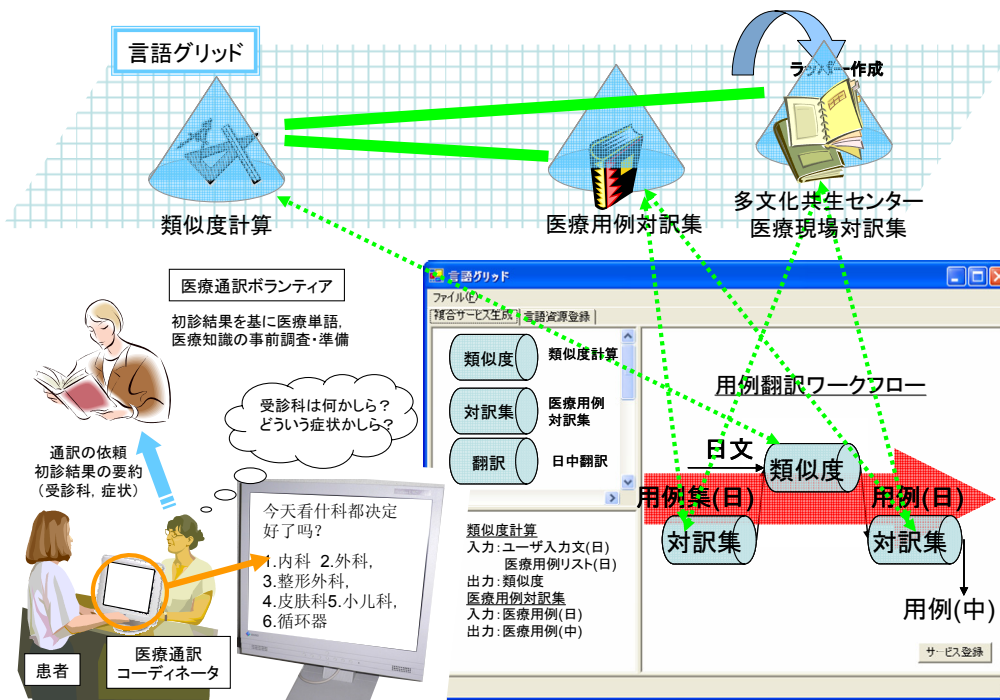 言語グリッド
ラッパー作成
類似度計算
医療用例対訳集
多文化共生センター
医療現場対訳集
医療通訳ボランティア
初診結果を基に医療単語,
医療知識の事前調査・準備
受診科は何かしら？
どういう症状かしら？
通訳の依頼
初診結果の要約
（受診科, 症状）
今天看什科都决定
好了吗?
1.内科 2.外科,
3.整形外科,
4.皮肤科5.小儿科,
6.循环器
患者
医療通訳
コーディネータ
言語グリッド
ファイル(F)
複合サービス生成
言語資源登録
類似度
類似度計算
対訳集
医療用例
対訳集
翻訳
日中翻訳
類似度計算
入力：ユーザ入力文(日)
医療用例リスト(日)
出力：類似度
医療用例対訳集
入力：医療用例(日)
出力：医療用例(中)
用例翻訳ワークフロー
日文
類似度
用例集(日)
用例(日)
対訳集
対訳集
用例(中)
サービス登録